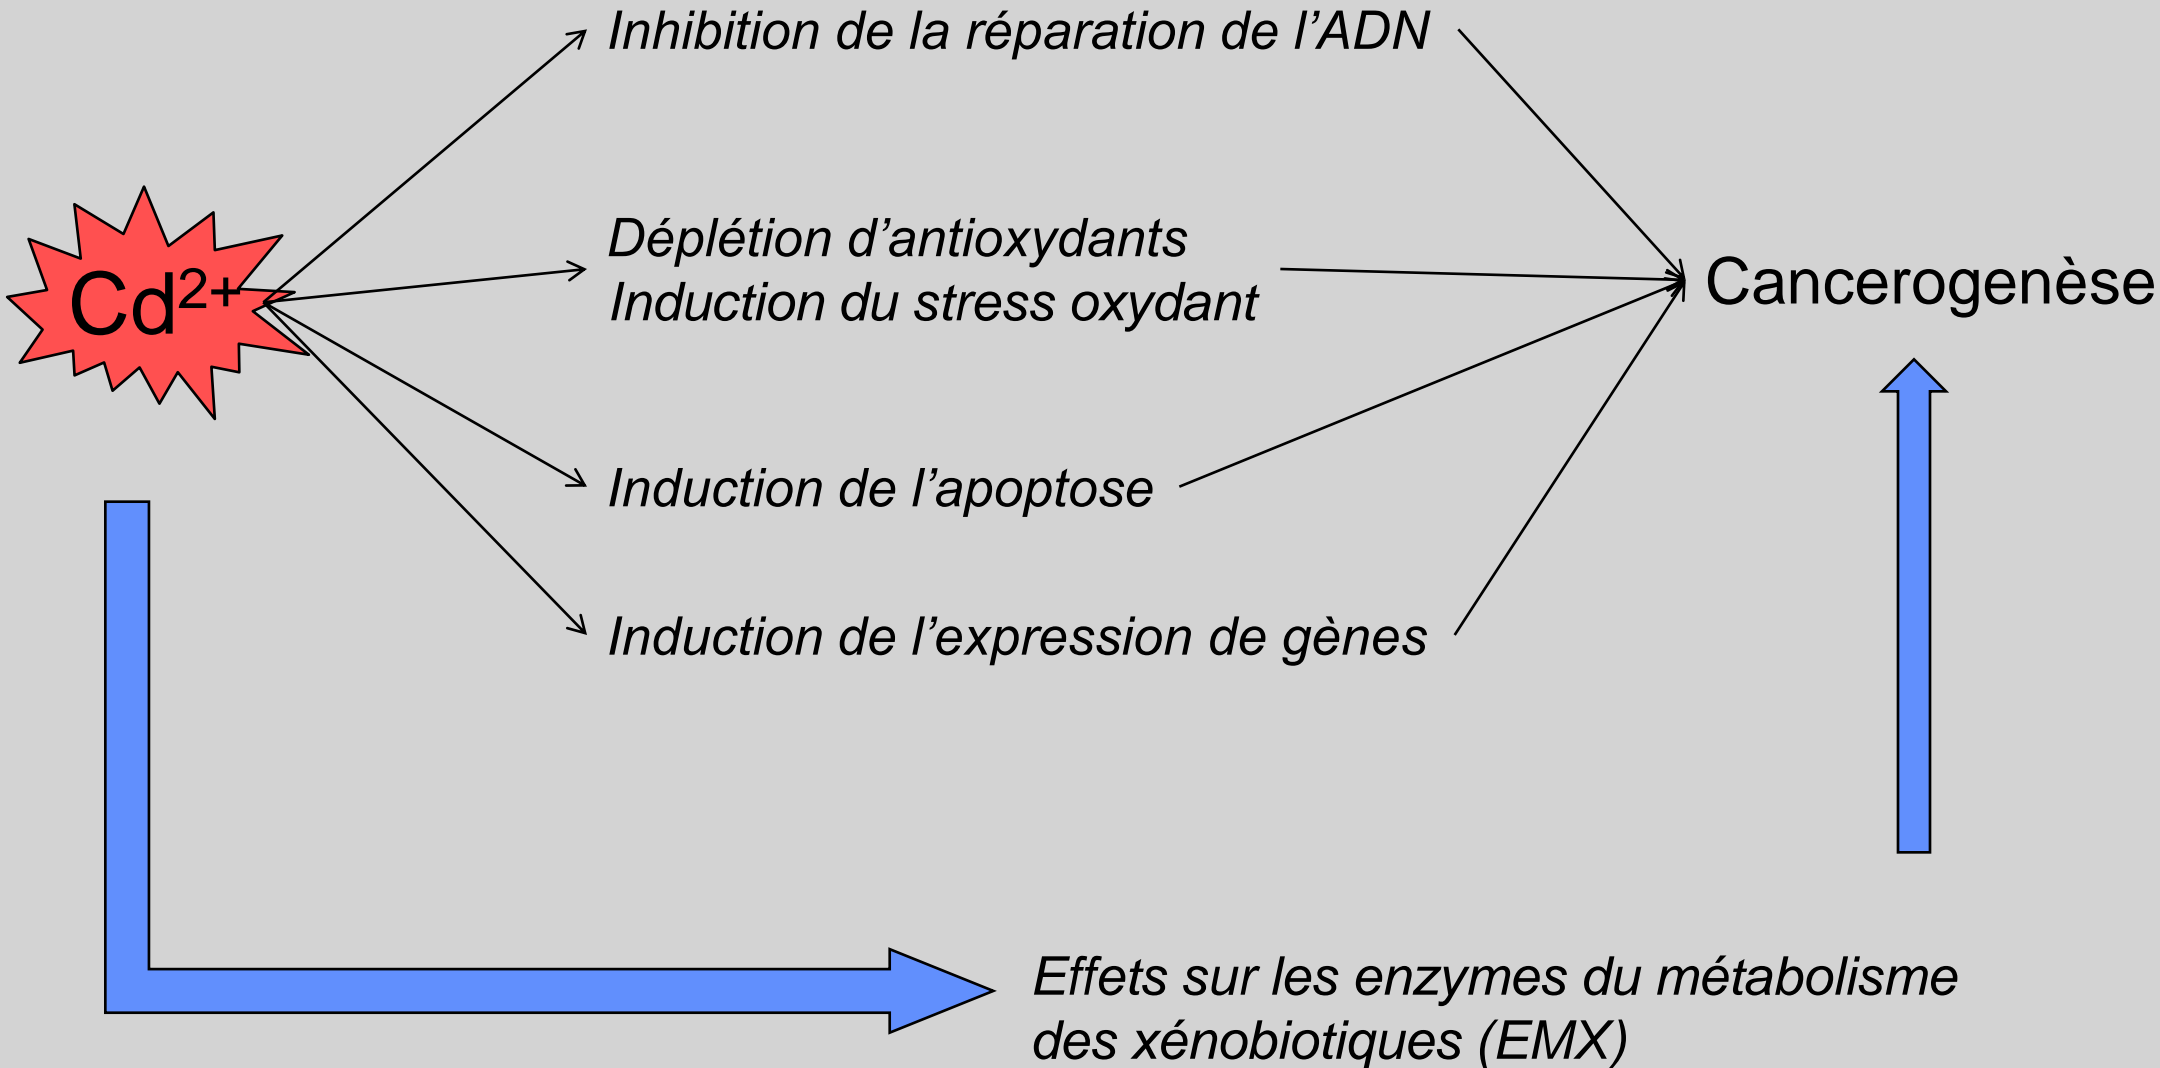 Inhibition de la réparation de l’ADN
Cd2+
Déplétion d’antioxydants
Induction du stress oxydant
Cancerogenèse
Induction de l’apoptose
Induction de l’expression de gènes
Effets sur les enzymes du métabolisme
des xénobiotiques (EMX)